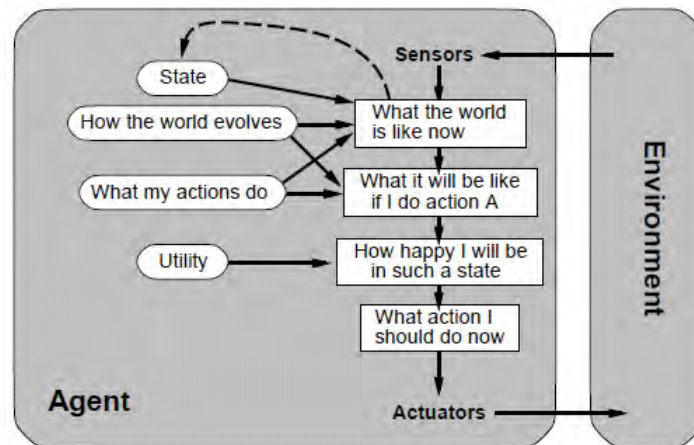 Sensors
State
What the world
is like now
How the world evolves
What my actions do
What it will be like
if I do action A
Utility
How happy I will be
in such a state
What action I
should do now
Agent
Actuators
Environment